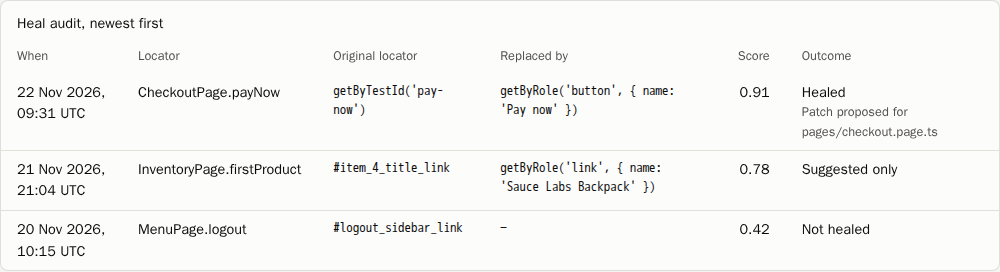 Heal audit, newest first
When Locator Original locator Replaced by Score Outcome
22 Nov 2026, 09:31 UTC CheckoutPage.payNow getByTestId('pay-now') getByRole('button', { name: 'Pay now' }) 0.91 Healed
Patch proposed for
pages/checkout.page.ts
21 Nov 2026, 21:04 UTC InventoryPage.firstProduct #item_4_title_link getByRole('link', { name: 'Sauce Labs Backpack' }) 0.78 Suggested only
20 Nov 2026, 10:15 UTC MenuPage.logout #logout_sidebar_link – 0.42 Not healed